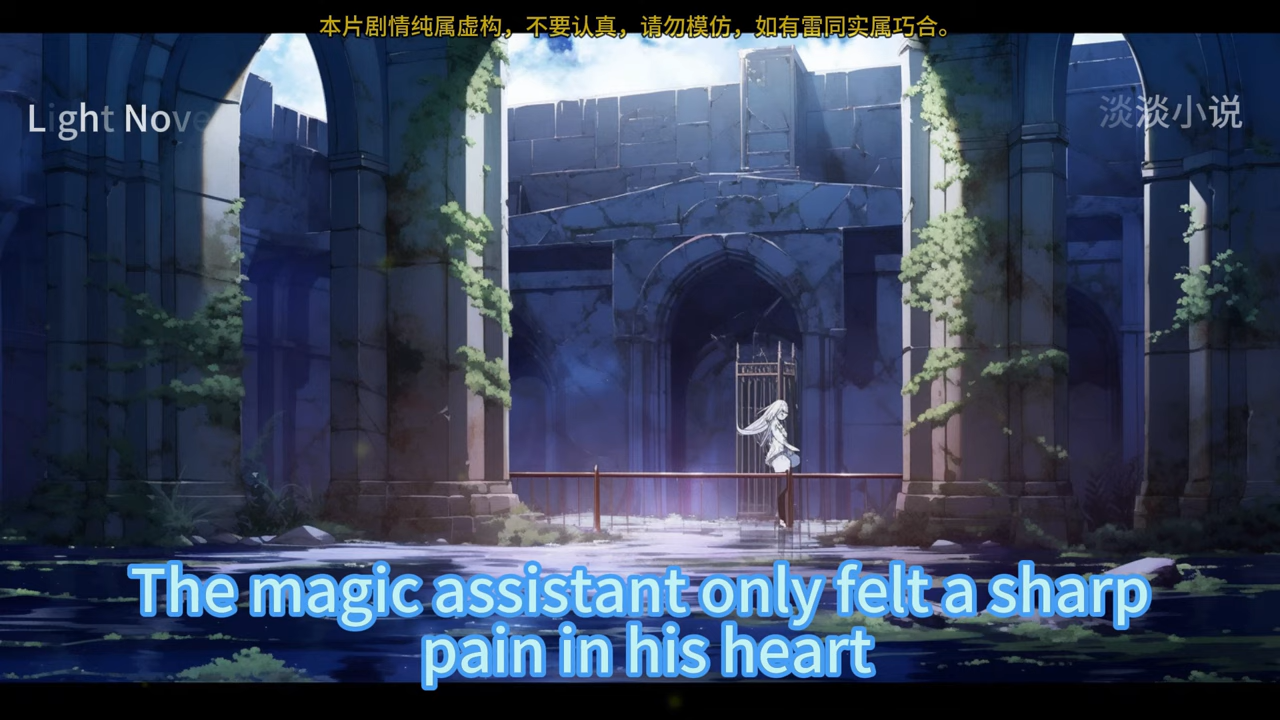 本片剧情纯属虚构，不要认真，请勿模仿，如有雷同实属巧合。
Light Nove
淡淡小说
The magic assistant only felt a sharp
pain in his heart